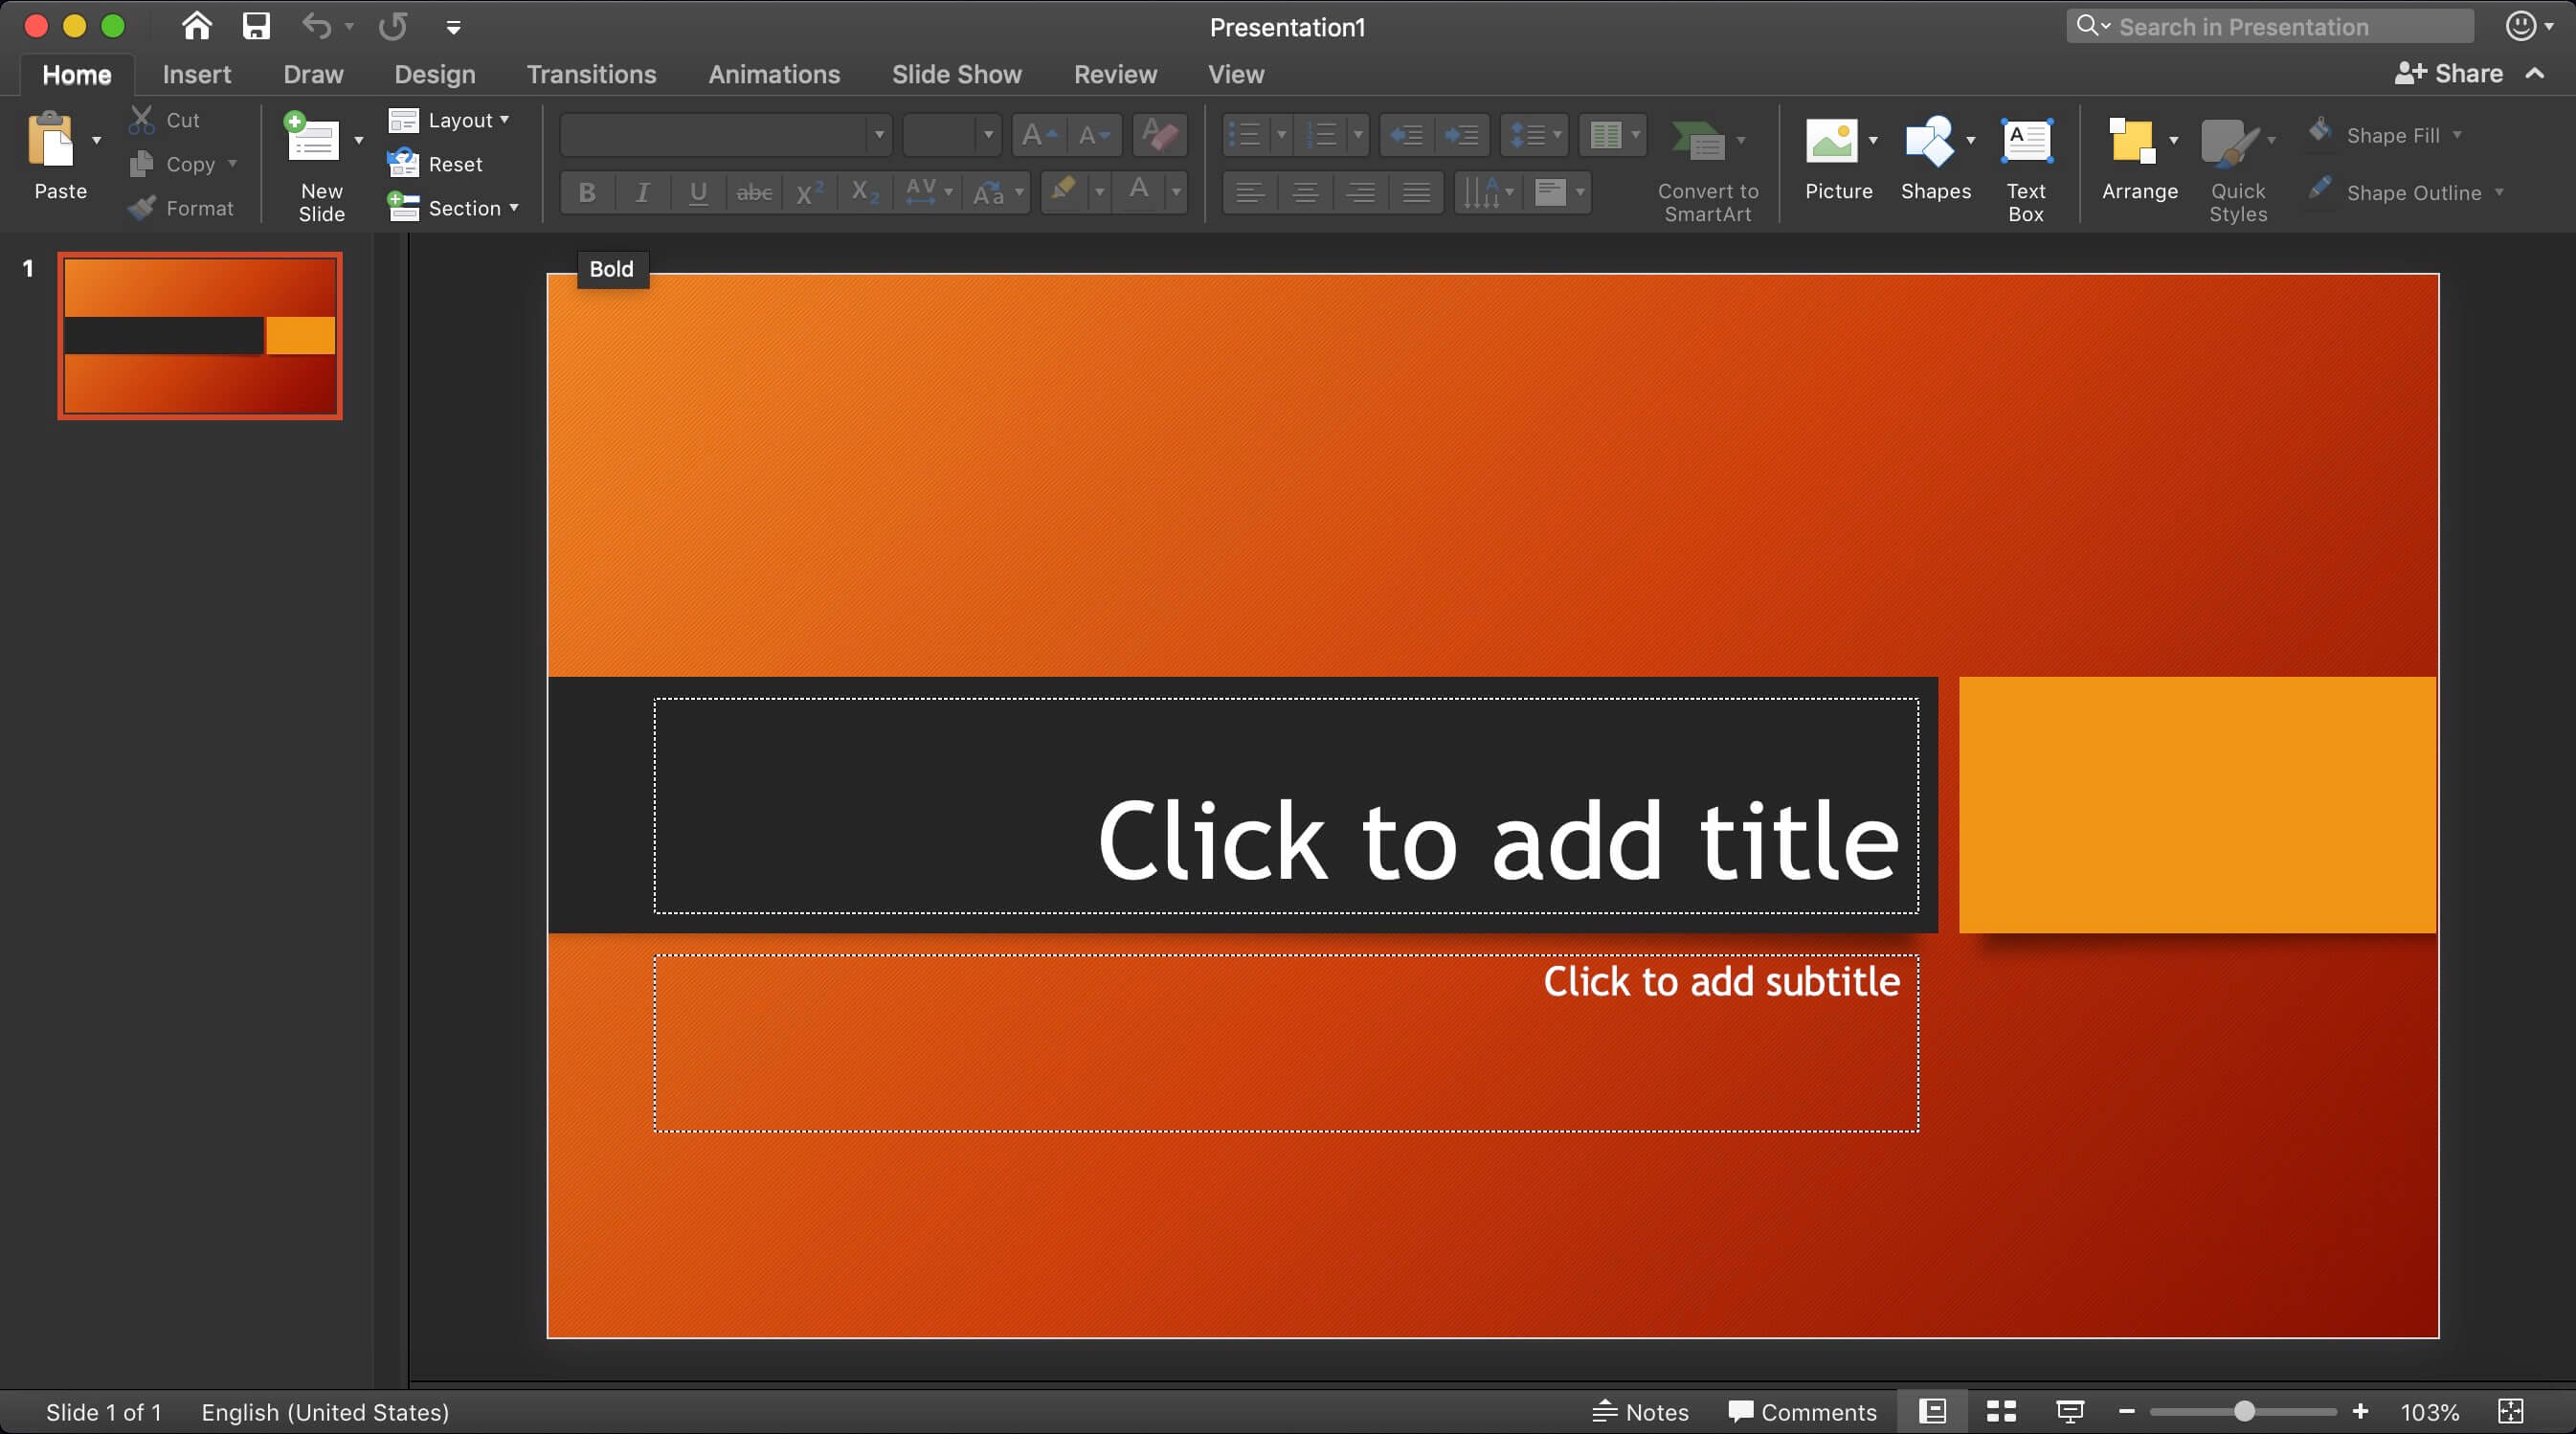 Presentation1
Search in Presentation
Home Insert Draw Design Transitions Animations Slide Show Review View
Share
Paste
Cut
Copy
Format
New
Slide
Layout
Reset
Section
A A A
B I U abc X2 X2 AV Aa A
Convert to
SmartArt
Picture
Shapes
A
Text
Box
Arrange
Quick
Styles
Shape Fill
Shape Outline
1
Bold
Click to add title
Click to add subtitle
Slide 1 of 1 English (United States)
Notes Comments 103%